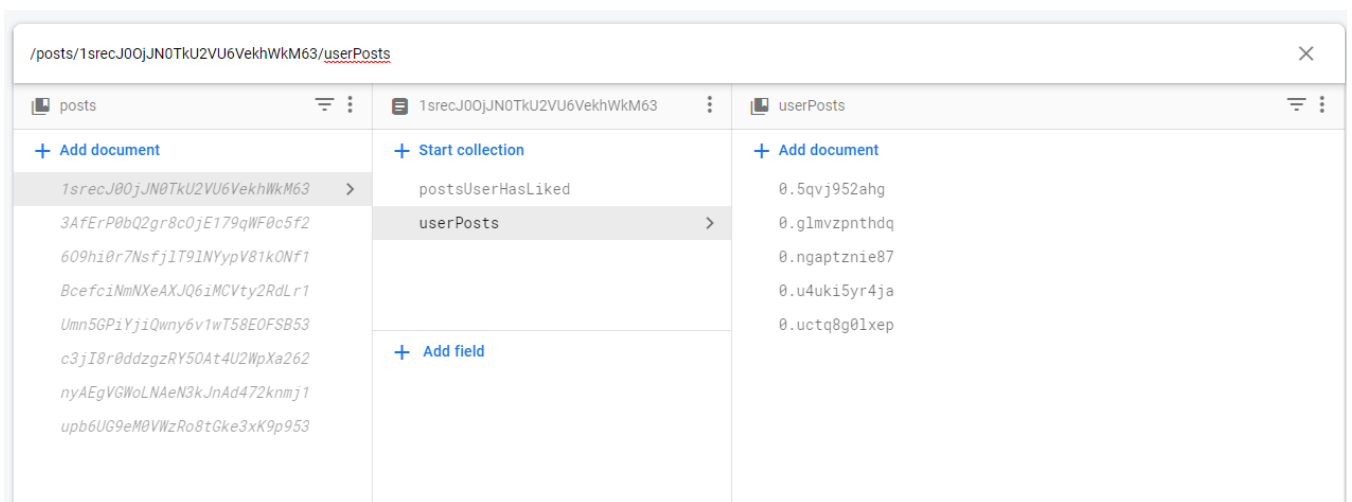 /posts/1srecJ0OjJN0TkU2VU6VekhWkM63/userPosts
posts
1srecJ0OjJN0TkU2VU6VekhWkM63
userPosts
Add document
Start collection
Add document
1srecJ0OjJN0TkU2VU6VekhWkM63
3AfErP0bQ2gr8cOjE179qWF0c5f2
6O9hi0r7NsfjlT9lNYypV81kONf1
BcefciNmNXeAXJQ6iMCVty2RdLr1
Umn5GPiYjiQwny6v1wT58EOFSB53
c3jI8r0ddzgzRY5OAt4U2WpXa262
nyAEgVGWoLNAeN3kJnAd472knmj1
upb6UG9eM0VWzRo8tGke3xK9p953
postsUserHasLiked
userPosts
Add field
0.5qvj952ahg
0.glmvzpnthdq
0.ngaptznie87
0.u4uki5yr4ja
0.uctq8g0lxep